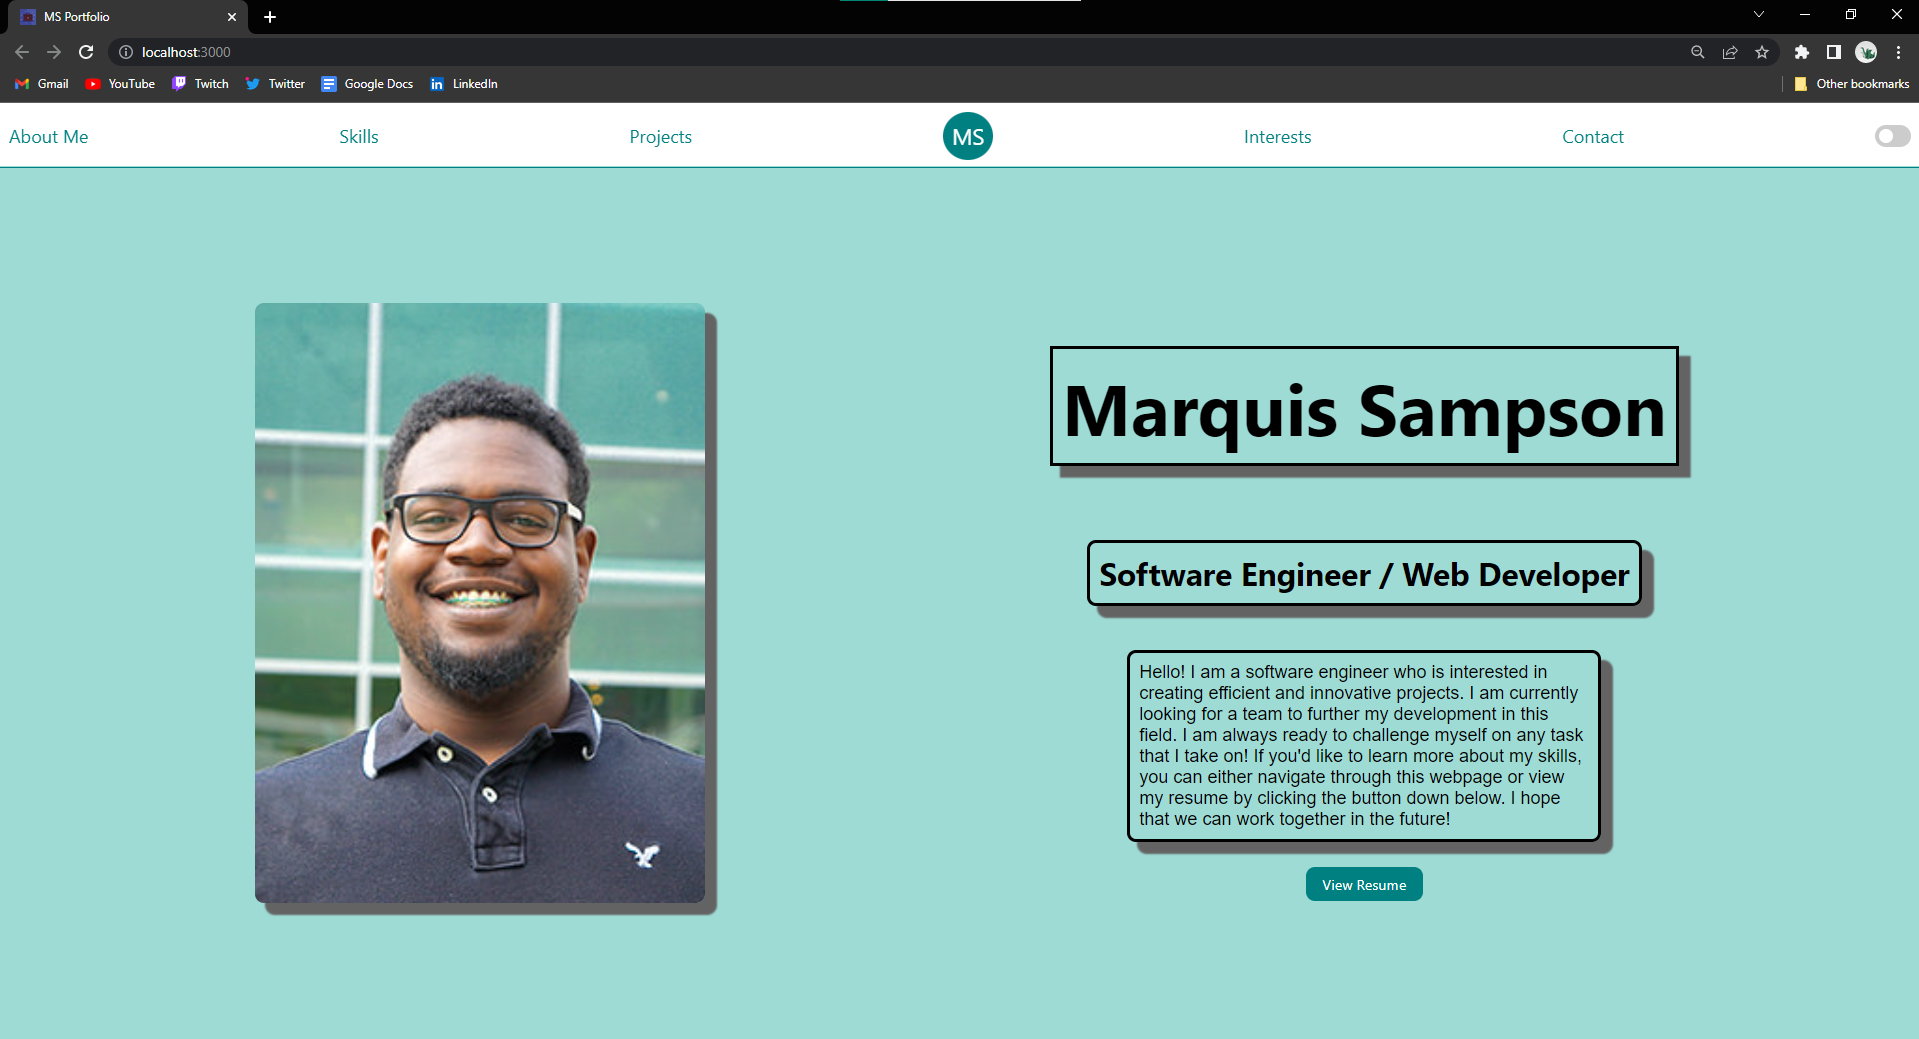 MS Portfolio
localhost:3000
Gmail YouTube Twitch Twitter Google Docs LinkedIn Other bookmarks
About Me Skills Projects MS Interests Contact
Marquis Sampson
Software Engineer / Web Developer
Hello! I am a software engineer who is interested in
creating efficient and innovative projects. I am currently
looking for a team to further my development in this
field. I am always ready to challenge myself on any task
that I take on! If you'd like to learn more about my skills,
you can either navigate through this webpage or view
my resume by clicking the button down below. I hope
that we can work together in the future!
View Resume